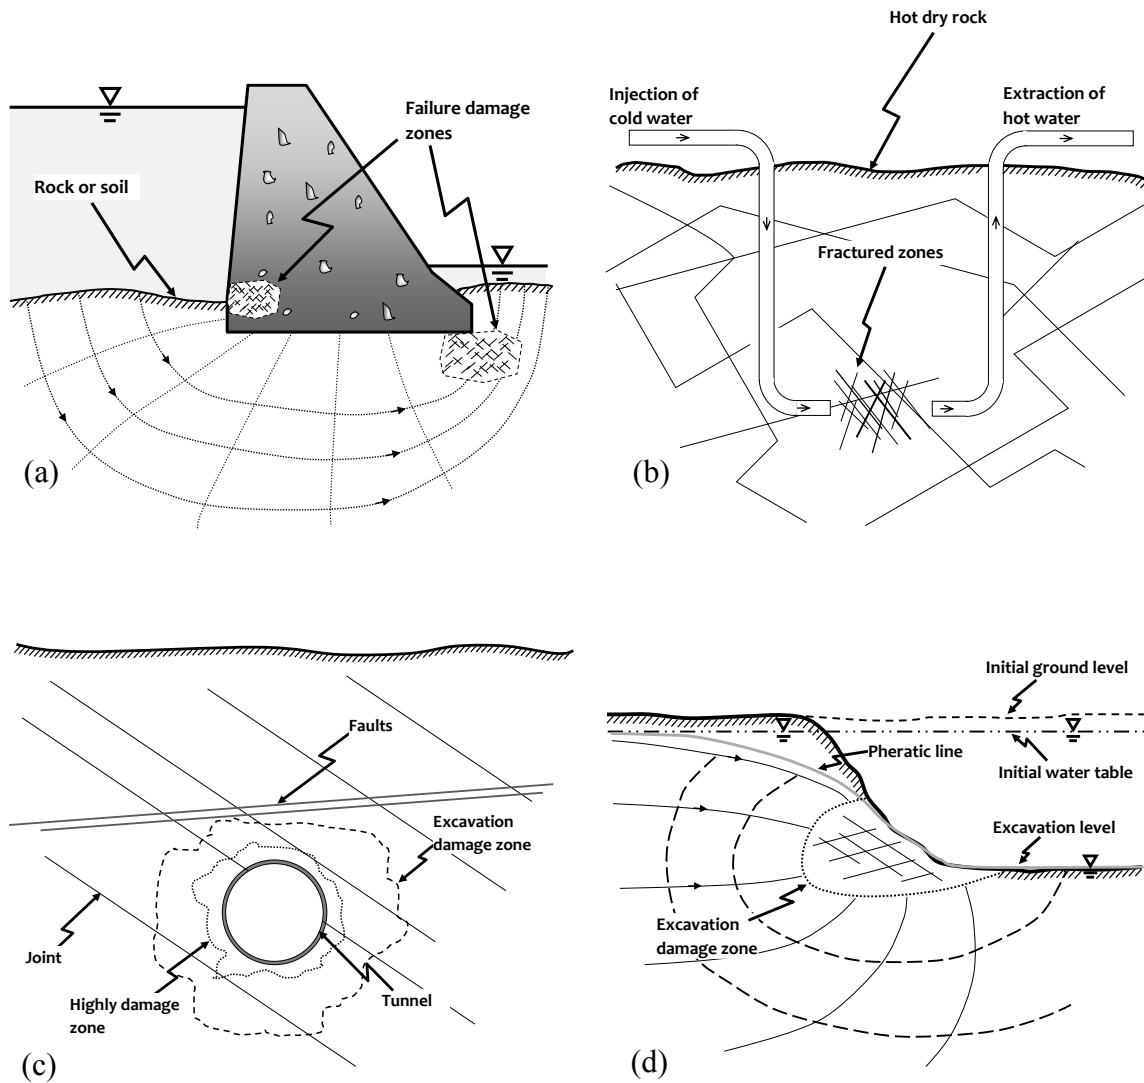 Failure damage
zones
Rock or soil
(a)
Hot dry rock
Injection of
cold water
Extraction of
hot water
Fractured zones
(b)
Faults
Excavation
damage zone
Joint
Highly damage
zone
Tunnel
(c)
Initial ground level
Pheratic line
Initial water table
Excavation level
Excavation
damage zone
(d)